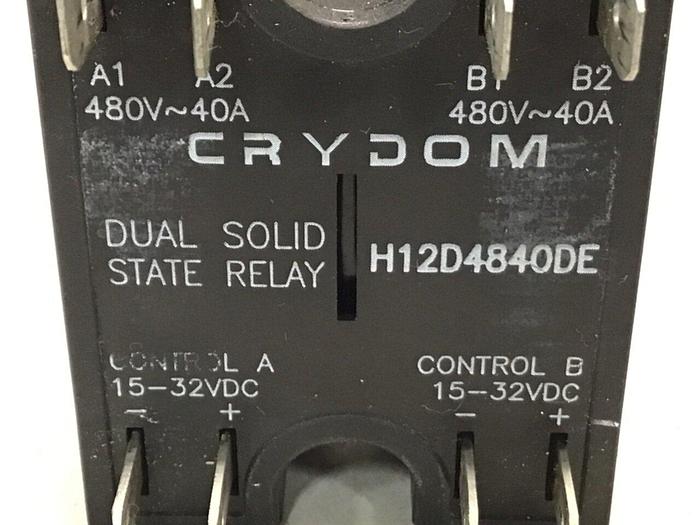 A1 A2 B1 B2
480V~40A 480V~40A
CRYDOM
DUAL SOLID
STATE RELAY
H12D4840DE
CONTROL A CONTROL B
15-32VDC 15--32VDC
- + - +